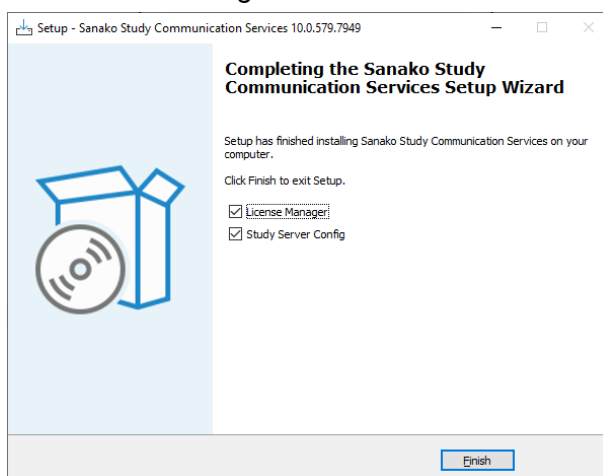 Setup - Sanako Study Communication Services 10.0.579.7949
Completing the Sanako Study
Communication Services Setup Wizard
Setup has finished installing Sanako Study Communication Services on your
computer.
Click Finish to exit Setup.
License Manager
Study Server Config
Finish